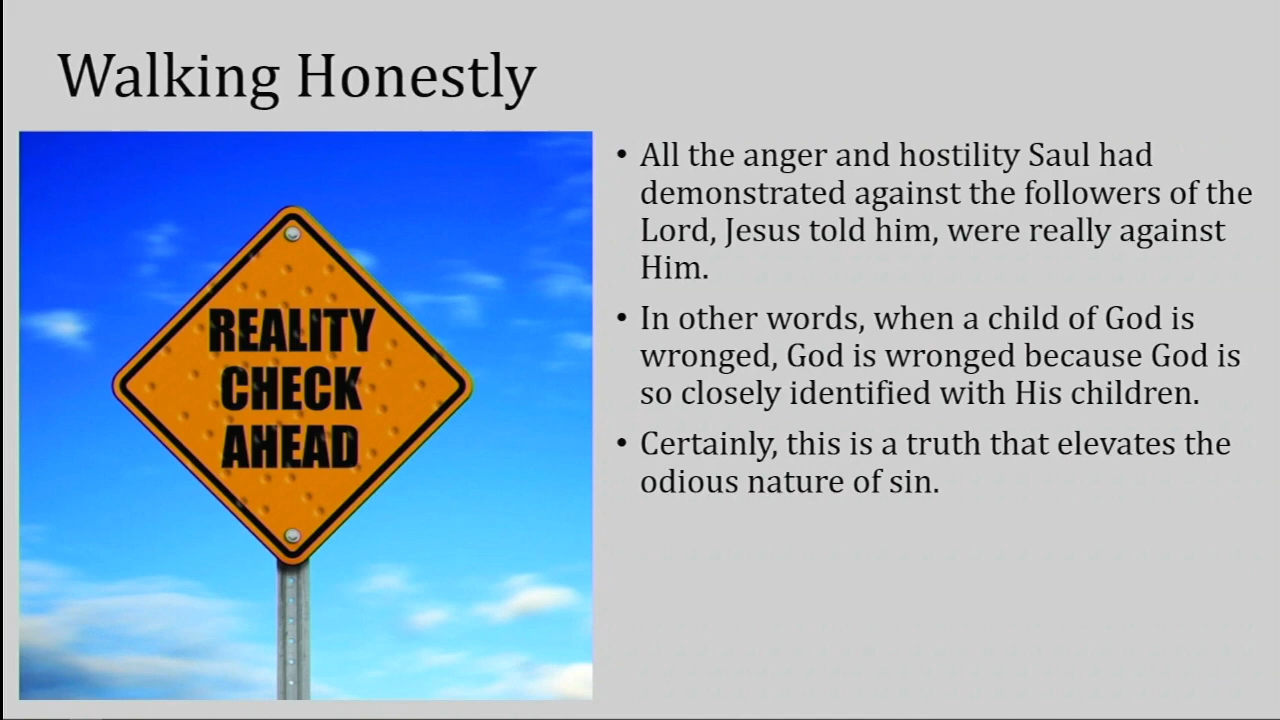 Walking Honestly
REALITY
CHECK
AHEAD
• All the anger and hostility Saul had
demonstrated against the followers of the
Lord, Jesus told him, were really against
Him.
• In other words, when a child of God is
wronged, God is wronged because God is
so closely identified with His children.
• Certainly, this is a truth that elevates the
odious nature of sin.